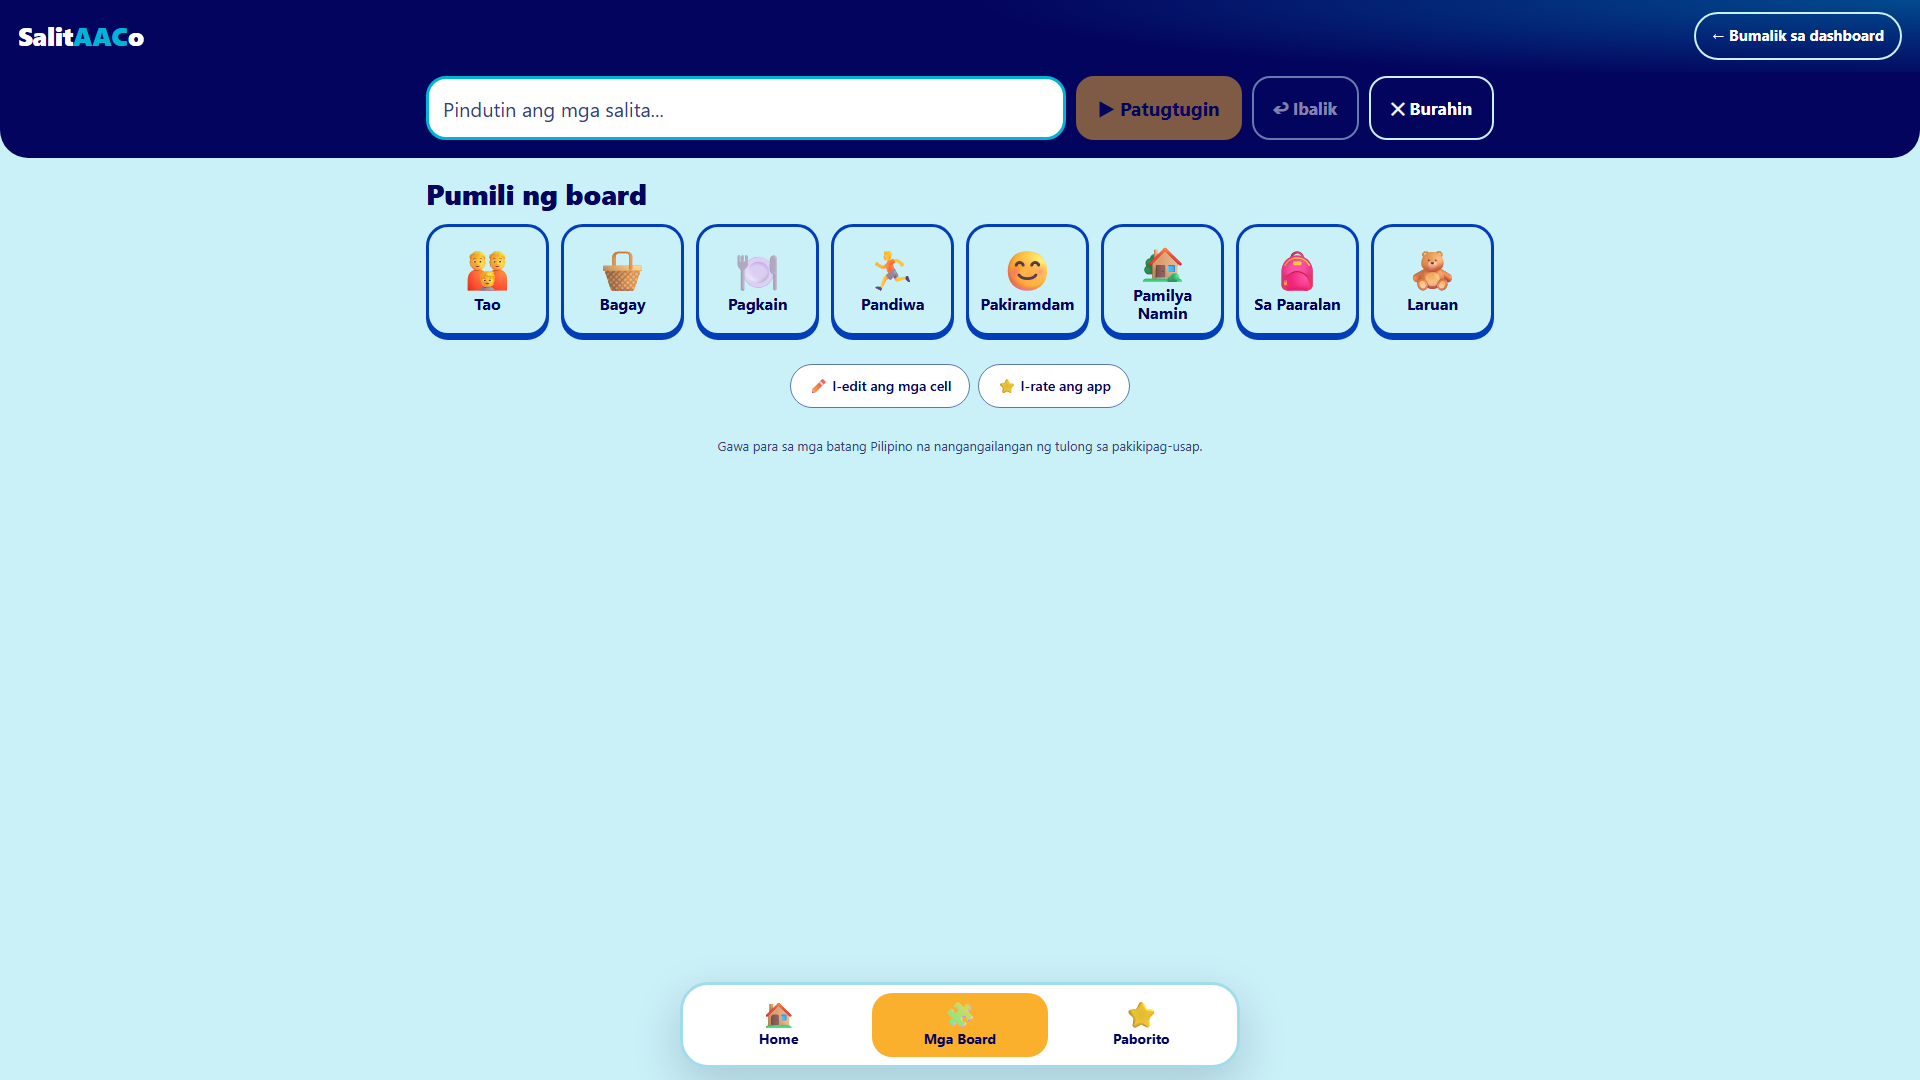 SalitAACo
← Bumalik sa dashboard
Pindutin ang mga salita...
▶ Patugtugin
↩ Ibalik
✕ Burahin
Pumili ng board
Tao
Bagay
Pagkain
Pandiwa
Pakiramdam
Pamilya
Namin
Sa Paaralan
Laruan
I-edit ang mga cell
I-rate ang app
Gawa para sa mga batang Pilipino na nangangailangan ng tulong sa pakikipag-usap.
Home
Mga Board
Paborito